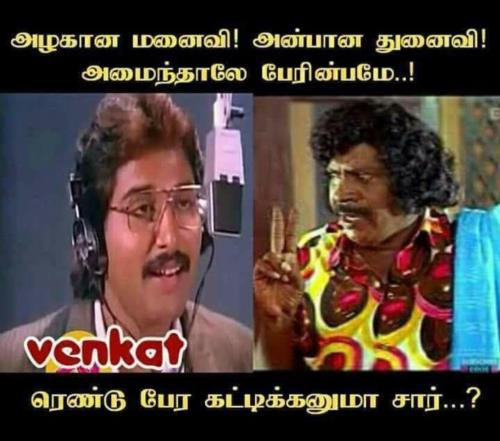 அழகான மனைவி! அன்பான துனைவி!
அமைந்தாலே பேரின்பமே..!
venkat
ரெண்டு பேர கட்டிக்கனுமா சார்...?